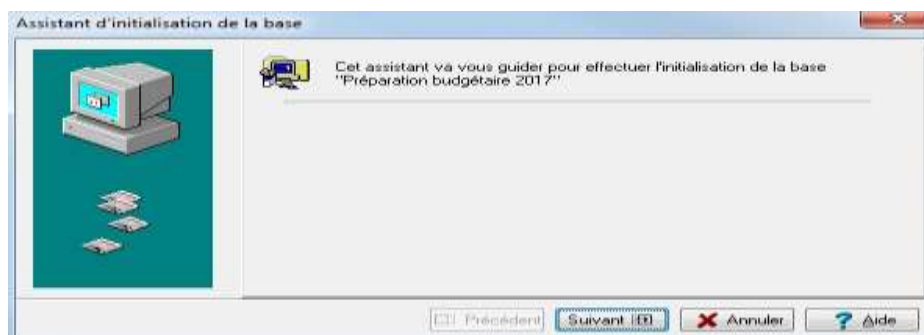 Assistant d'initialisation de la base
Cet assistant va vous guider pour effectuer l'initialisation de la base
"Préparation budgétaire 2017"
Précédent
Suivant
Annuler
Aide